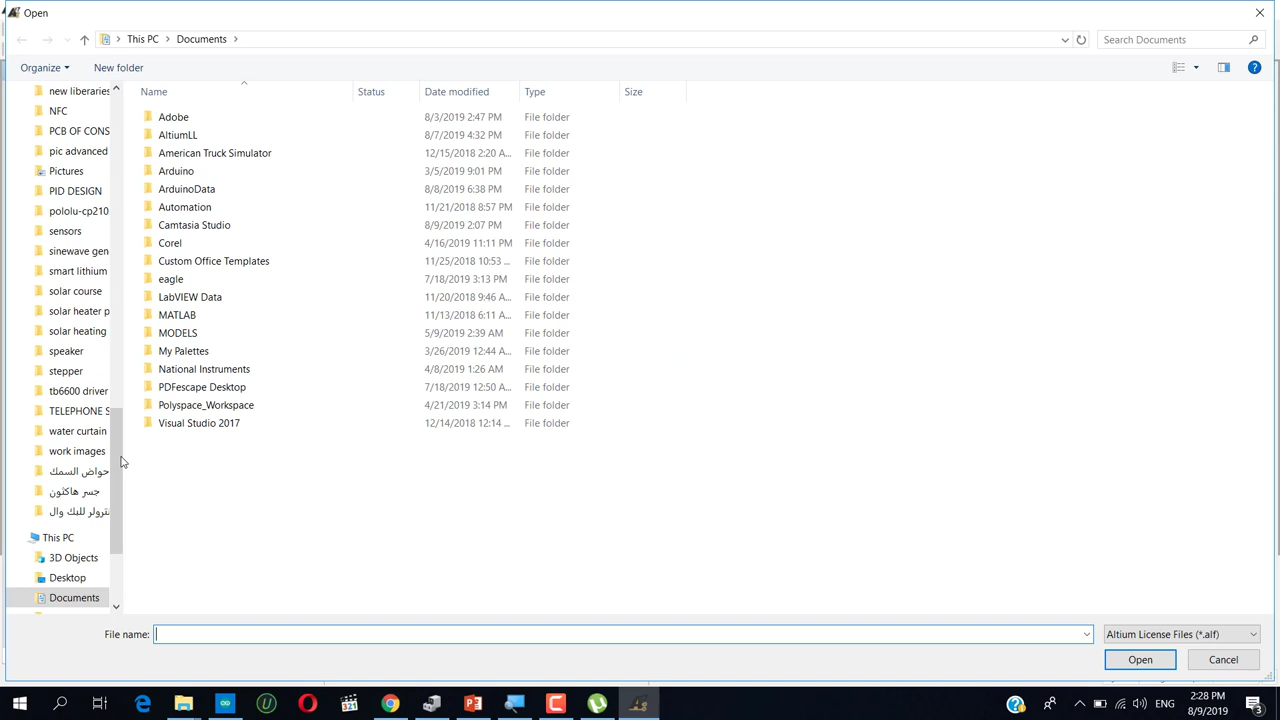 Open
This PC
Documents
Search Documents
Organize
New folder
Name
Status
Date modified
Type
Size
new liberaries
NFC
PCB OF CONS
pic advanced
Pictures
PID DESIGN
pololu-cp210
sensors
sinewave gen
smart lithium
solar course
solar heater p
solar heating
speaker
stepper
tb6600 driver
TELEPHONE S
water curtain
work images
حواض السمك
جسر هاكثون
نترولر للبك وال
This PC
3D Objects
Desktop
Documents
Adobe 8/3/2019 2:47 PM File folder
AltiumLL 8/7/2019 4:32 PM File folder
American Truck Simulator 12/15/2018 2:20 A... File folder
Arduino 3/5/2019 9:01 PM File folder
ArduinoData 8/8/2019 6:38 PM File folder
Automation 11/21/2018 8:57 PM File folder
Camtasia Studio 8/9/2019 2:07 PM File folder
Corel 4/16/2019 11:11 PM File folder
Custom Office Templates 11/25/2018 10:53 ... File folder
eagle 7/18/2019 3:13 PM File folder
LabVIEW Data 11/20/2018 9:46 A... File folder
MATLAB 11/13/2018 6:11 A... File folder
MODELS 5/9/2019 2:39 AM File folder
My Palettes 3/26/2019 12:44 A... File folder
National Instruments 4/8/2019 1:26 AM File folder
PDFescape Desktop 7/18/2019 12:50 A... File folder
Polyspace_Workspace 4/21/2019 3:14 PM File folder
Visual Studio 2017 12/14/2018 12:14 ... File folder
File name:
Altium License Files (*.alf)
Open
Cancel
ENG
2:28 PM
8/9/2019
3